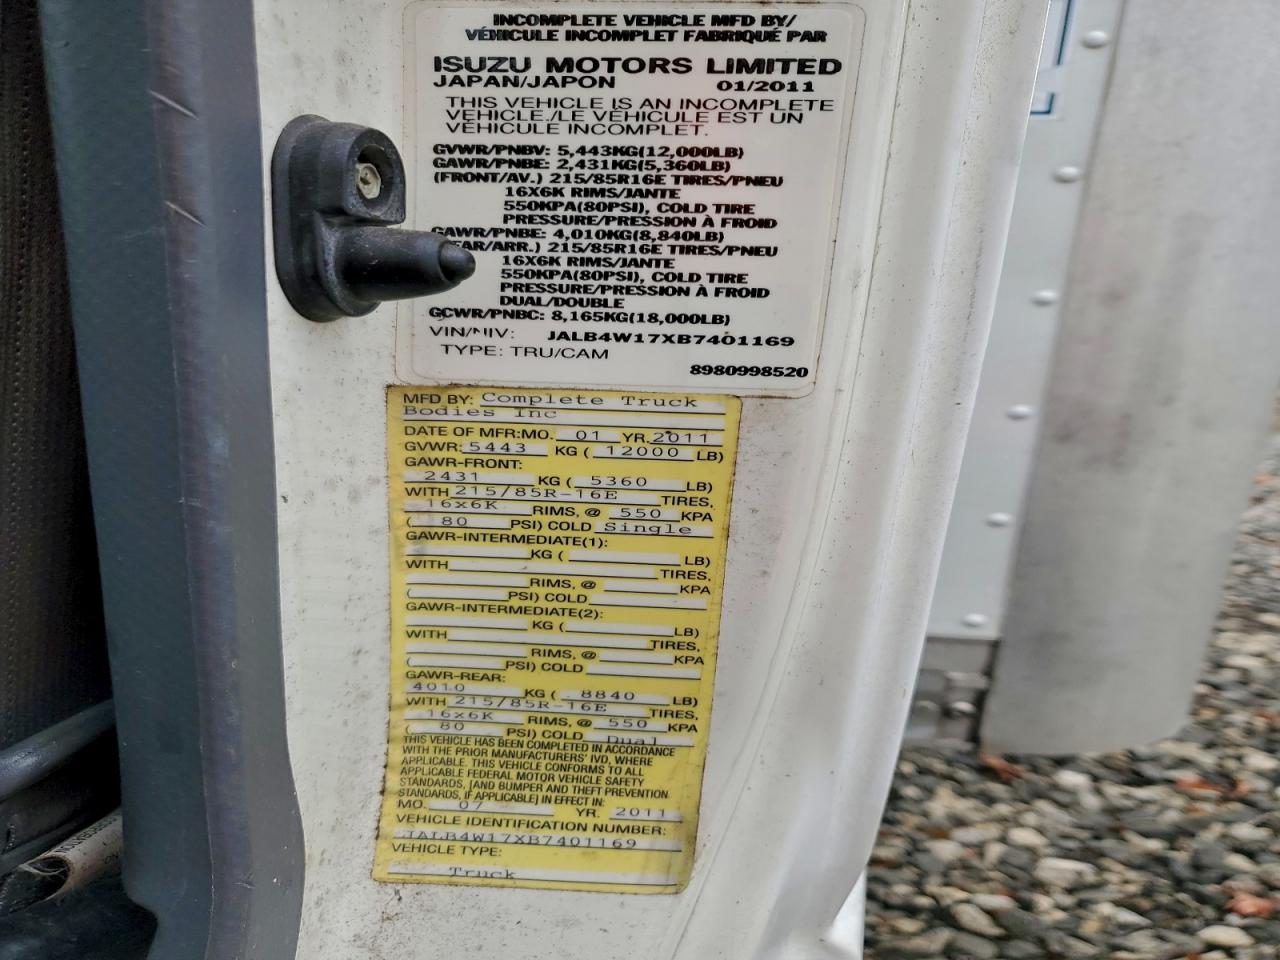 INCOMPLETE VEHICLE MFD BY/
VÉHICULE INCOMPLET FABRIQUÉ PAR
ISUZU MOTORS LIMITED
JAPAN/JAPON 01/2011
THIS VEHICLE IS AN INCOMPLETE
VEHICLE./LE VÉHICULE EST UN
VÉHICULE INCOMPLET.
GVWR/PNBV: 5,443KG(12,000LB)
GAWR/PNBE: 2,431KG(5,360LB)
(FRONT/AV.) 215/85R16E TIRES/PNEU
16X6K RIMS/JANTE
550KPA(80PSI), COLD TIRE
PRESSURE/PRESSION À FROID
GAWR/PNBE: 4,010KG(8,840LB)
EAR/ARR.) 215/85R16E TIRES/PNEU
16X6K RIMS/JANTE
550KPA(80PSI), COLD TIRE
PRESSURE/PRESSION À FROID
DUAL/DOUBLE
GCWR/PNBC: 8,165KG(18,000LB)
VIN/NIV: JALB4W17XB7401169
TYPE: TRU/CAM
8980998520
MFD BY: Complete Truck
Bodies Inc
DATE OF MFR:MO. 01 YR. 2011
GVWR: 5443 KG ( 12000 LB)
GAWR-FRONT:
2431 KG ( 5360 LB)
WITH 215/85R-16E TIRES,
16x6K RIMS, @ 550 KPA
( 80 PSI) COLD Single
GAWR-INTERMEDIATE(1):
KG ( LB)
WITH TIRES,
RIMS, @ KPA
( PSI) COLD
GAWR-INTERMEDIATE(2):
KG ( LB)
WITH TIRES,
RIMS, @ KPA
( PSI) COLD
GAWR-REAR:
4010 KG ( 8840 LB)
WITH 215/85R-16E TIRES,
16x6K RIMS, @ 550 KPA
( 80 PSI) COLD Dual
THIS VEHICLE HAS BEEN COMPLETED IN ACCORDANCE
WITH THE PRIOR MANUFACTURERS' IVD, WHERE
APPLICABLE. THIS VEHICLE CONFORMS TO ALL
APPLICABLE FEDERAL MOTOR VEHICLE SAFETY
STANDARDS, [AND BUMPER AND THEFT PREVENTION
STANDARDS, IF APPLICABLE] IN EFFECT IN:
MO. 07 YR. 2011
VEHICLE IDENTIFICATION NUMBER:
JALB4W17XB7401169
VEHICLE TYPE:
Truck